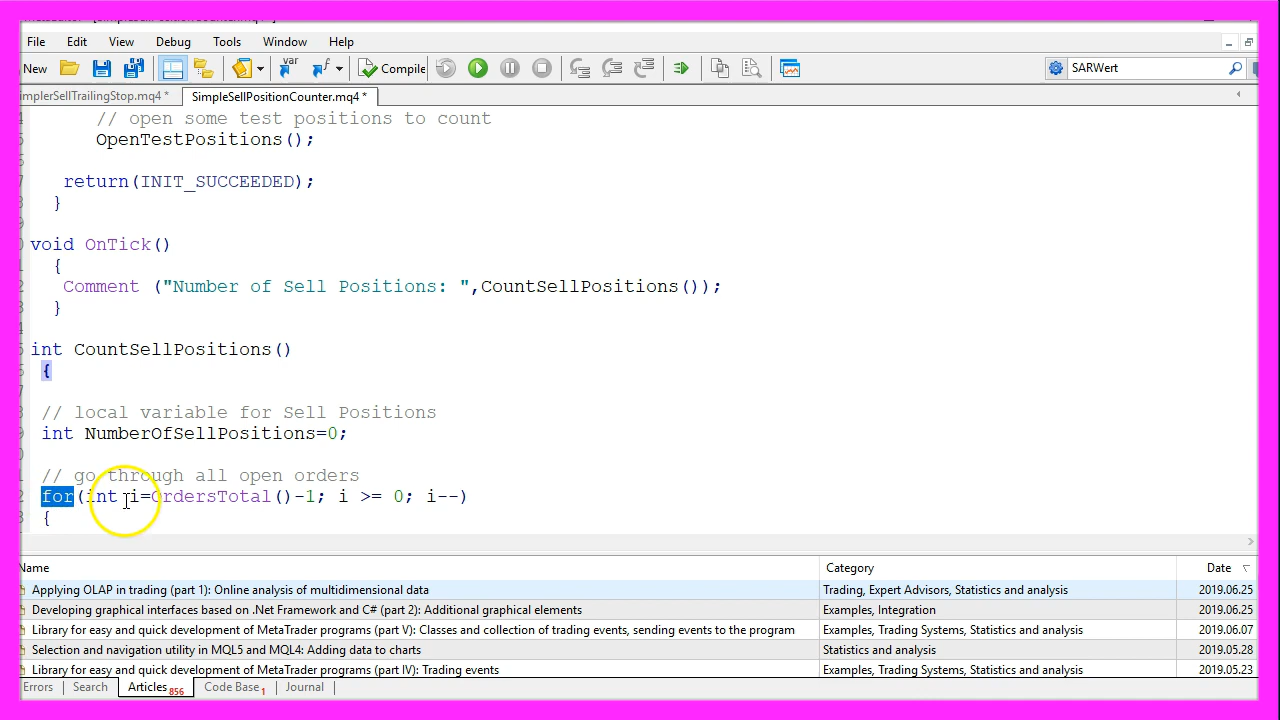 File Edit View Debug Tools Window Help
New var Compile SARWert
implerSellTrailingStop.mq4 * SimpleSellPositionCounter.mq4 *
// open some test positions to count
OpenTestPositions();
return(INIT_SUCCEEDED);
}
void OnTick()
{
Comment ("Number of Sell Positions: ",CountSellPositions());
}
int CountSellPositions()
{
// local variable for Sell Positions
int NumberOfSellPositions=0;
// go through all open orders
for(int i=OrdersTotal()-1; i >= 0; i--)
{
Name Category Date
Applying OLAP in trading (part 1): Online analysis of multidimensional data Trading, Expert Advisors, Statistics and analysis 2019.06.25
Developing graphical interfaces based on .Net Framework and C# (part 2): Additional graphical elements Examples, Integration 2019.06.25
Library for easy and quick development of MetaTrader programs (part V): Classes and collection of trading events, sending events to the program Examples, Trading Systems, Statistics and analysis 2019.06.07
Selection and navigation utility in MQL5 and MQL4: Adding data to charts Statistics and analysis 2019.05.28
Library for easy and quick development of MetaTrader programs (part IV): Trading events Examples, Trading Systems, Statistics and analysis 2019.05.23
Errors Search Articles 856 Code Base 1 Journal